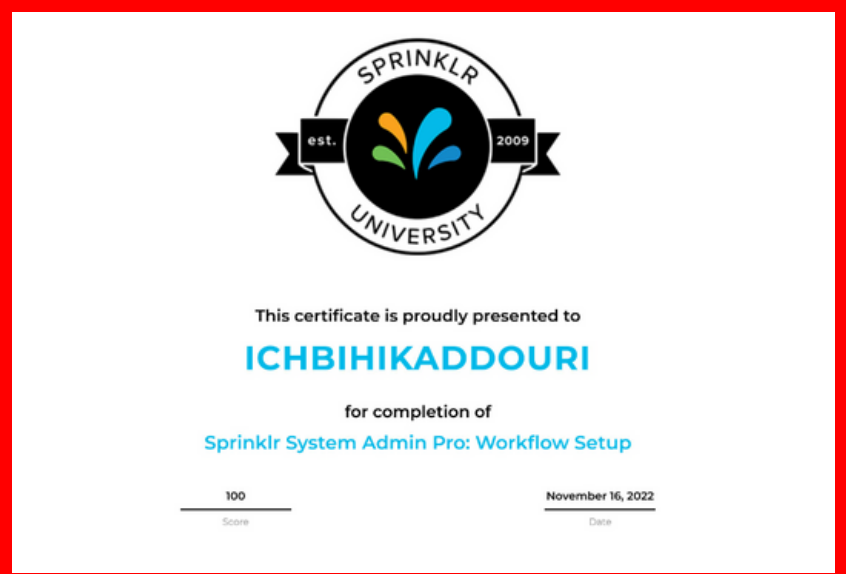 SPRINKLR
est.
2009
UNIVERSITY
This certificate is proudly presented to
ICHBIHIKADDOURI
for completion of
Sprinklr System Admin Pro: Workflow Setup
100
November 16, 2022
Score
Date